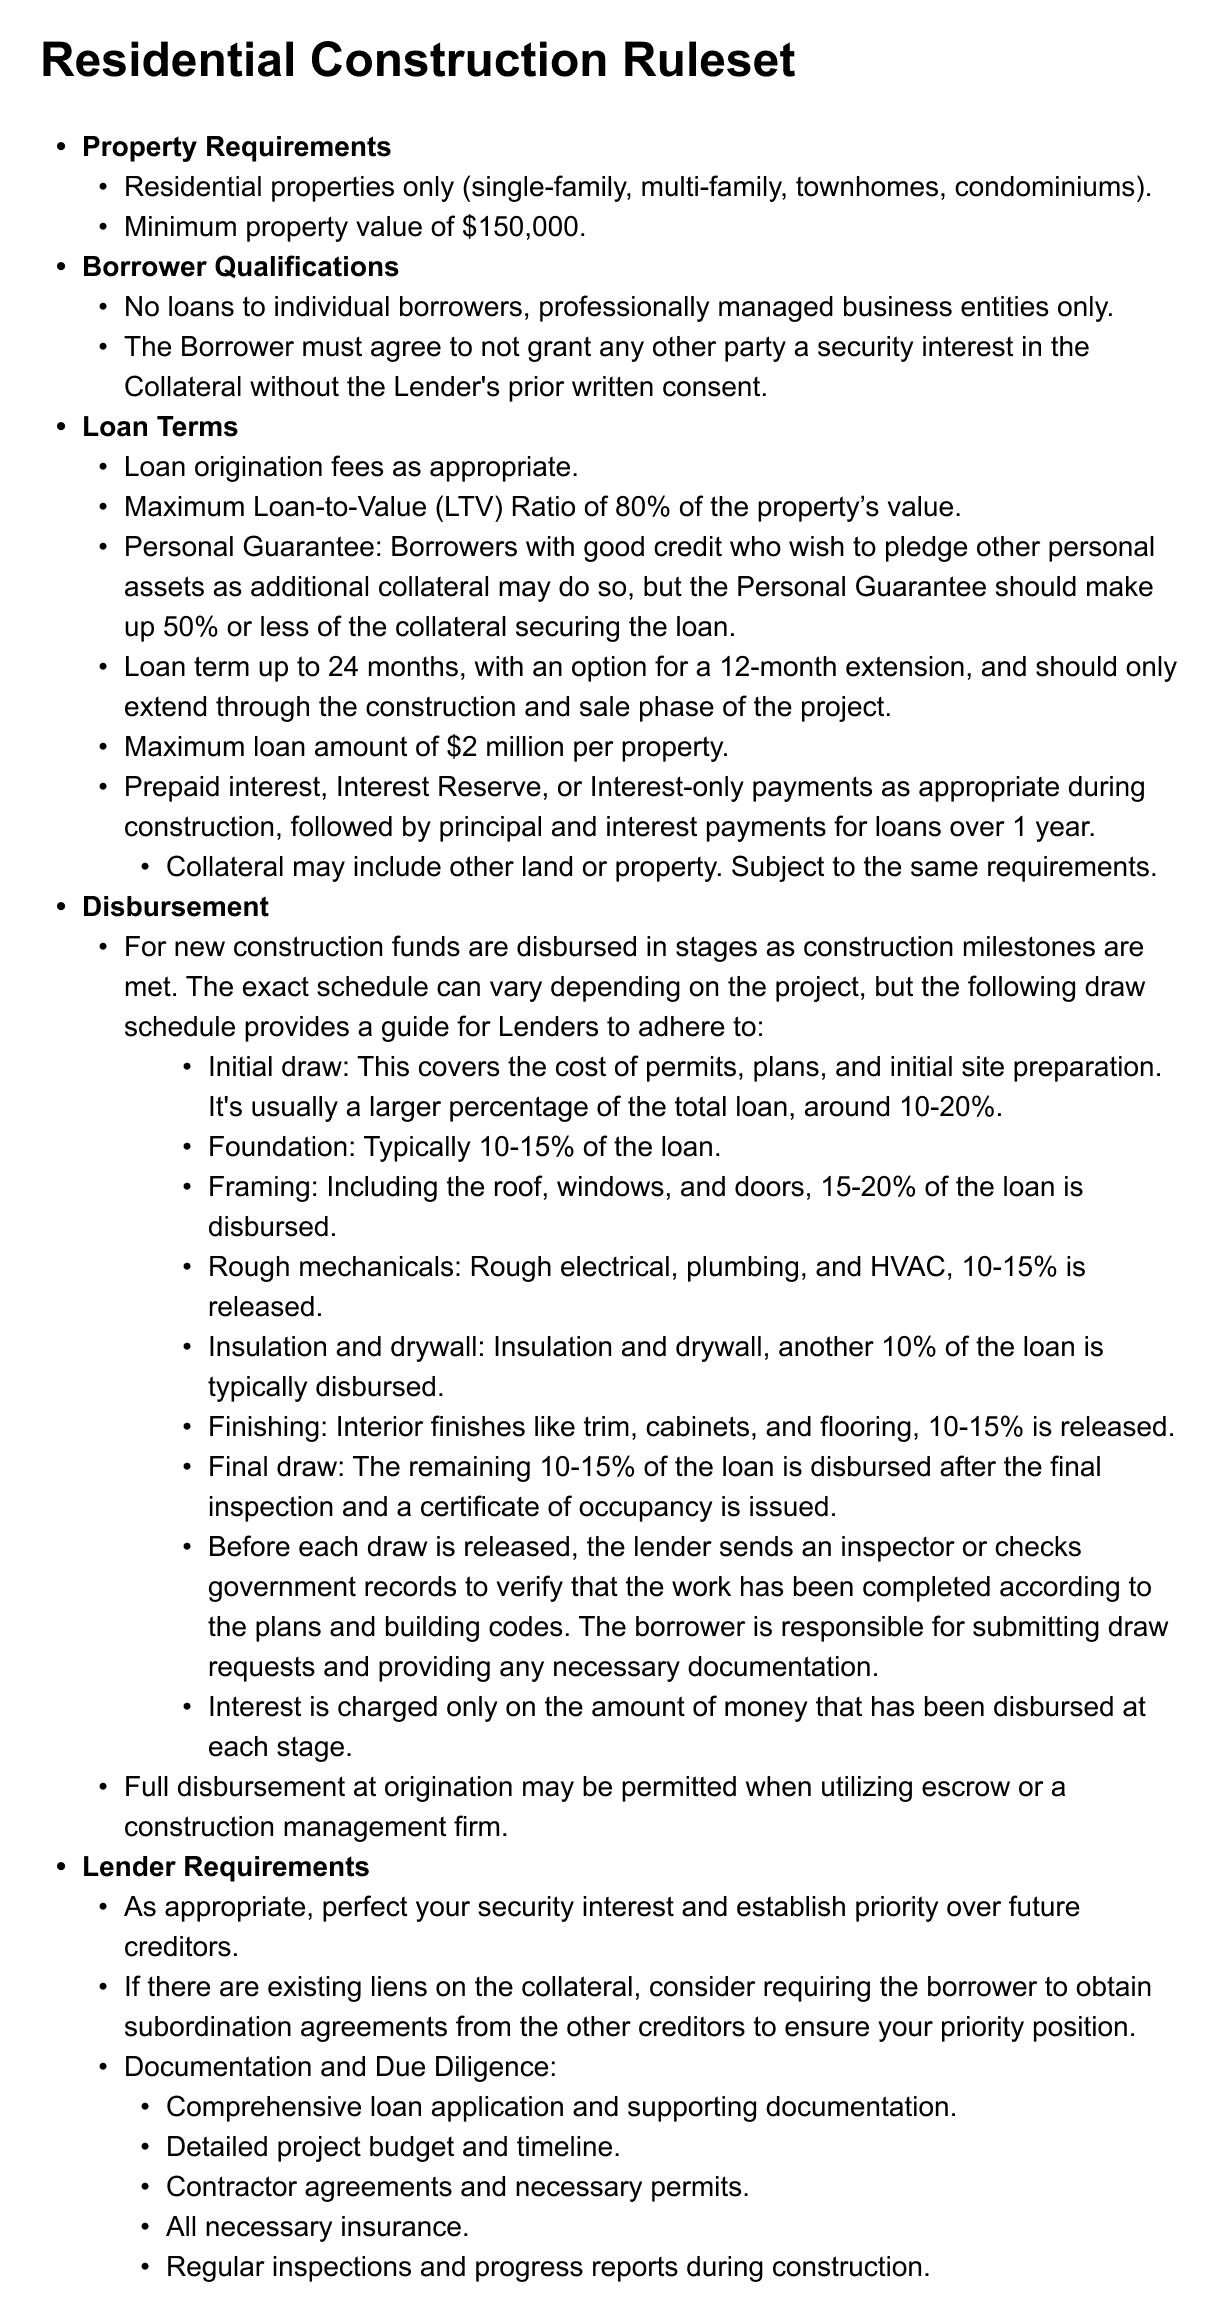 Residential Construction Ruleset
• Property Requirements
• Residential properties only (single-family, multi-family, townhomes, condominiums).
• Minimum property value of $150,000.
• Borrower Qualifications
• No loans to individual borrowers, professionally managed business entities only.
• The Borrower must agree to not grant any other party a security interest in the
Collateral without the Lender's prior written consent.
• Loan Terms
• Loan origination fees as appropriate.
• Maximum Loan-to-Value (LTV) Ratio of 80% of the property’s value.
• Personal Guarantee: Borrowers with good credit who wish to pledge other personal
assets as additional collateral may do so, but the Personal Guarantee should make
up 50% or less of the collateral securing the loan.
• Loan term up to 24 months, with an option for a 12-month extension, and should only
extend through the construction and sale phase of the project.
• Maximum loan amount of $2 million per property.
• Prepaid interest, Interest Reserve, or Interest-only payments as appropriate during
construction, followed by principal and interest payments for loans over 1 year.
• Collateral may include other land or property. Subject to the same requirements.
• Disbursement
• For new construction funds are disbursed in stages as construction milestones are
met. The exact schedule can vary depending on the project, but the following draw
schedule provides a guide for Lenders to adhere to:
• Initial draw: This covers the cost of permits, plans, and initial site preparation.
It's usually a larger percentage of the total loan, around 10-20%.
• Foundation: Typically 10-15% of the loan.
• Framing: Including the roof, windows, and doors, 15-20% of the loan is
disbursed.
• Rough mechanicals: Rough electrical, plumbing, and HVAC, 10-15% is
released.
• Insulation and drywall: Insulation and drywall, another 10% of the loan is
typically disbursed.
• Finishing: Interior finishes like trim, cabinets, and flooring, 10-15% is released.
• Final draw: The remaining 10-15% of the loan is disbursed after the final
inspection and a certificate of occupancy is issued.
• Before each draw is released, the lender sends an inspector or checks
government records to verify that the work has been completed according to
the plans and building codes. The borrower is responsible for submitting draw
requests and providing any necessary documentation.
• Interest is charged only on the amount of money that has been disbursed at
each stage.
• Full disbursement at origination may be permitted when utilizing escrow or a
construction management firm.
• Lender Requirements
• As appropriate, perfect your security interest and establish priority over future
creditors.
• If there are existing liens on the collateral, consider requiring the borrower to obtain
subordination agreements from the other creditors to ensure your priority position.
• Documentation and Due Diligence:
• Comprehensive loan application and supporting documentation.
• Detailed project budget and timeline.
• Contractor agreements and necessary permits.
• All necessary insurance.
• Regular inspections and progress reports during construction.